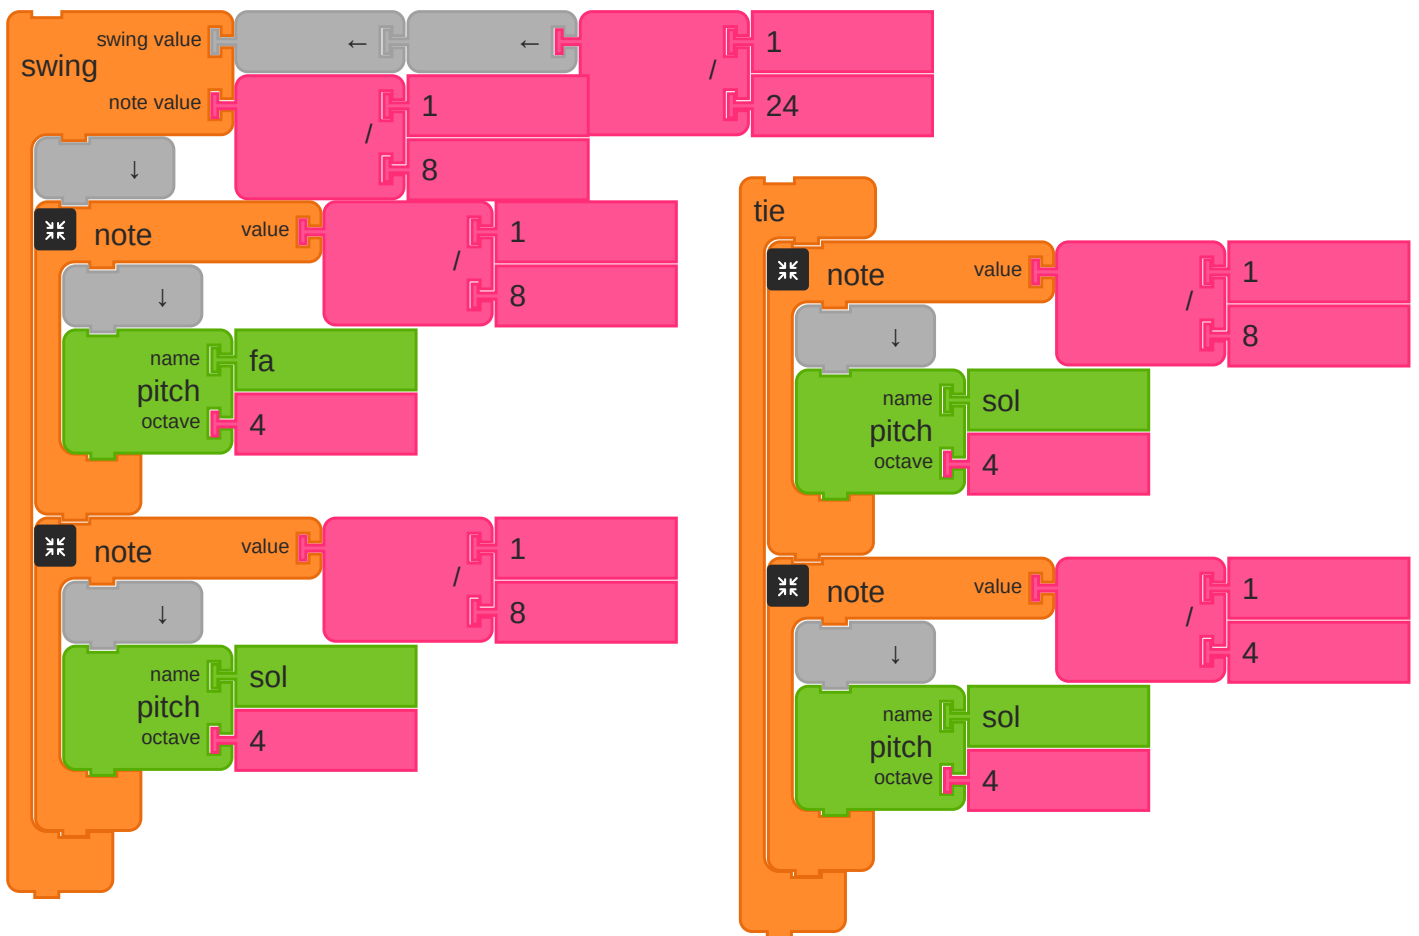 swing
swing value ← ← / 1
24
note value / 1
8
↓
note value / 1
8
↓
name fa
pitch
octave 4
note value / 1
8
↓
name sol
pitch
octave 4
tie
note value / 1
8
↓
name sol
pitch
octave 4
note value / 1
4
↓
name sol
pitch
octave 4